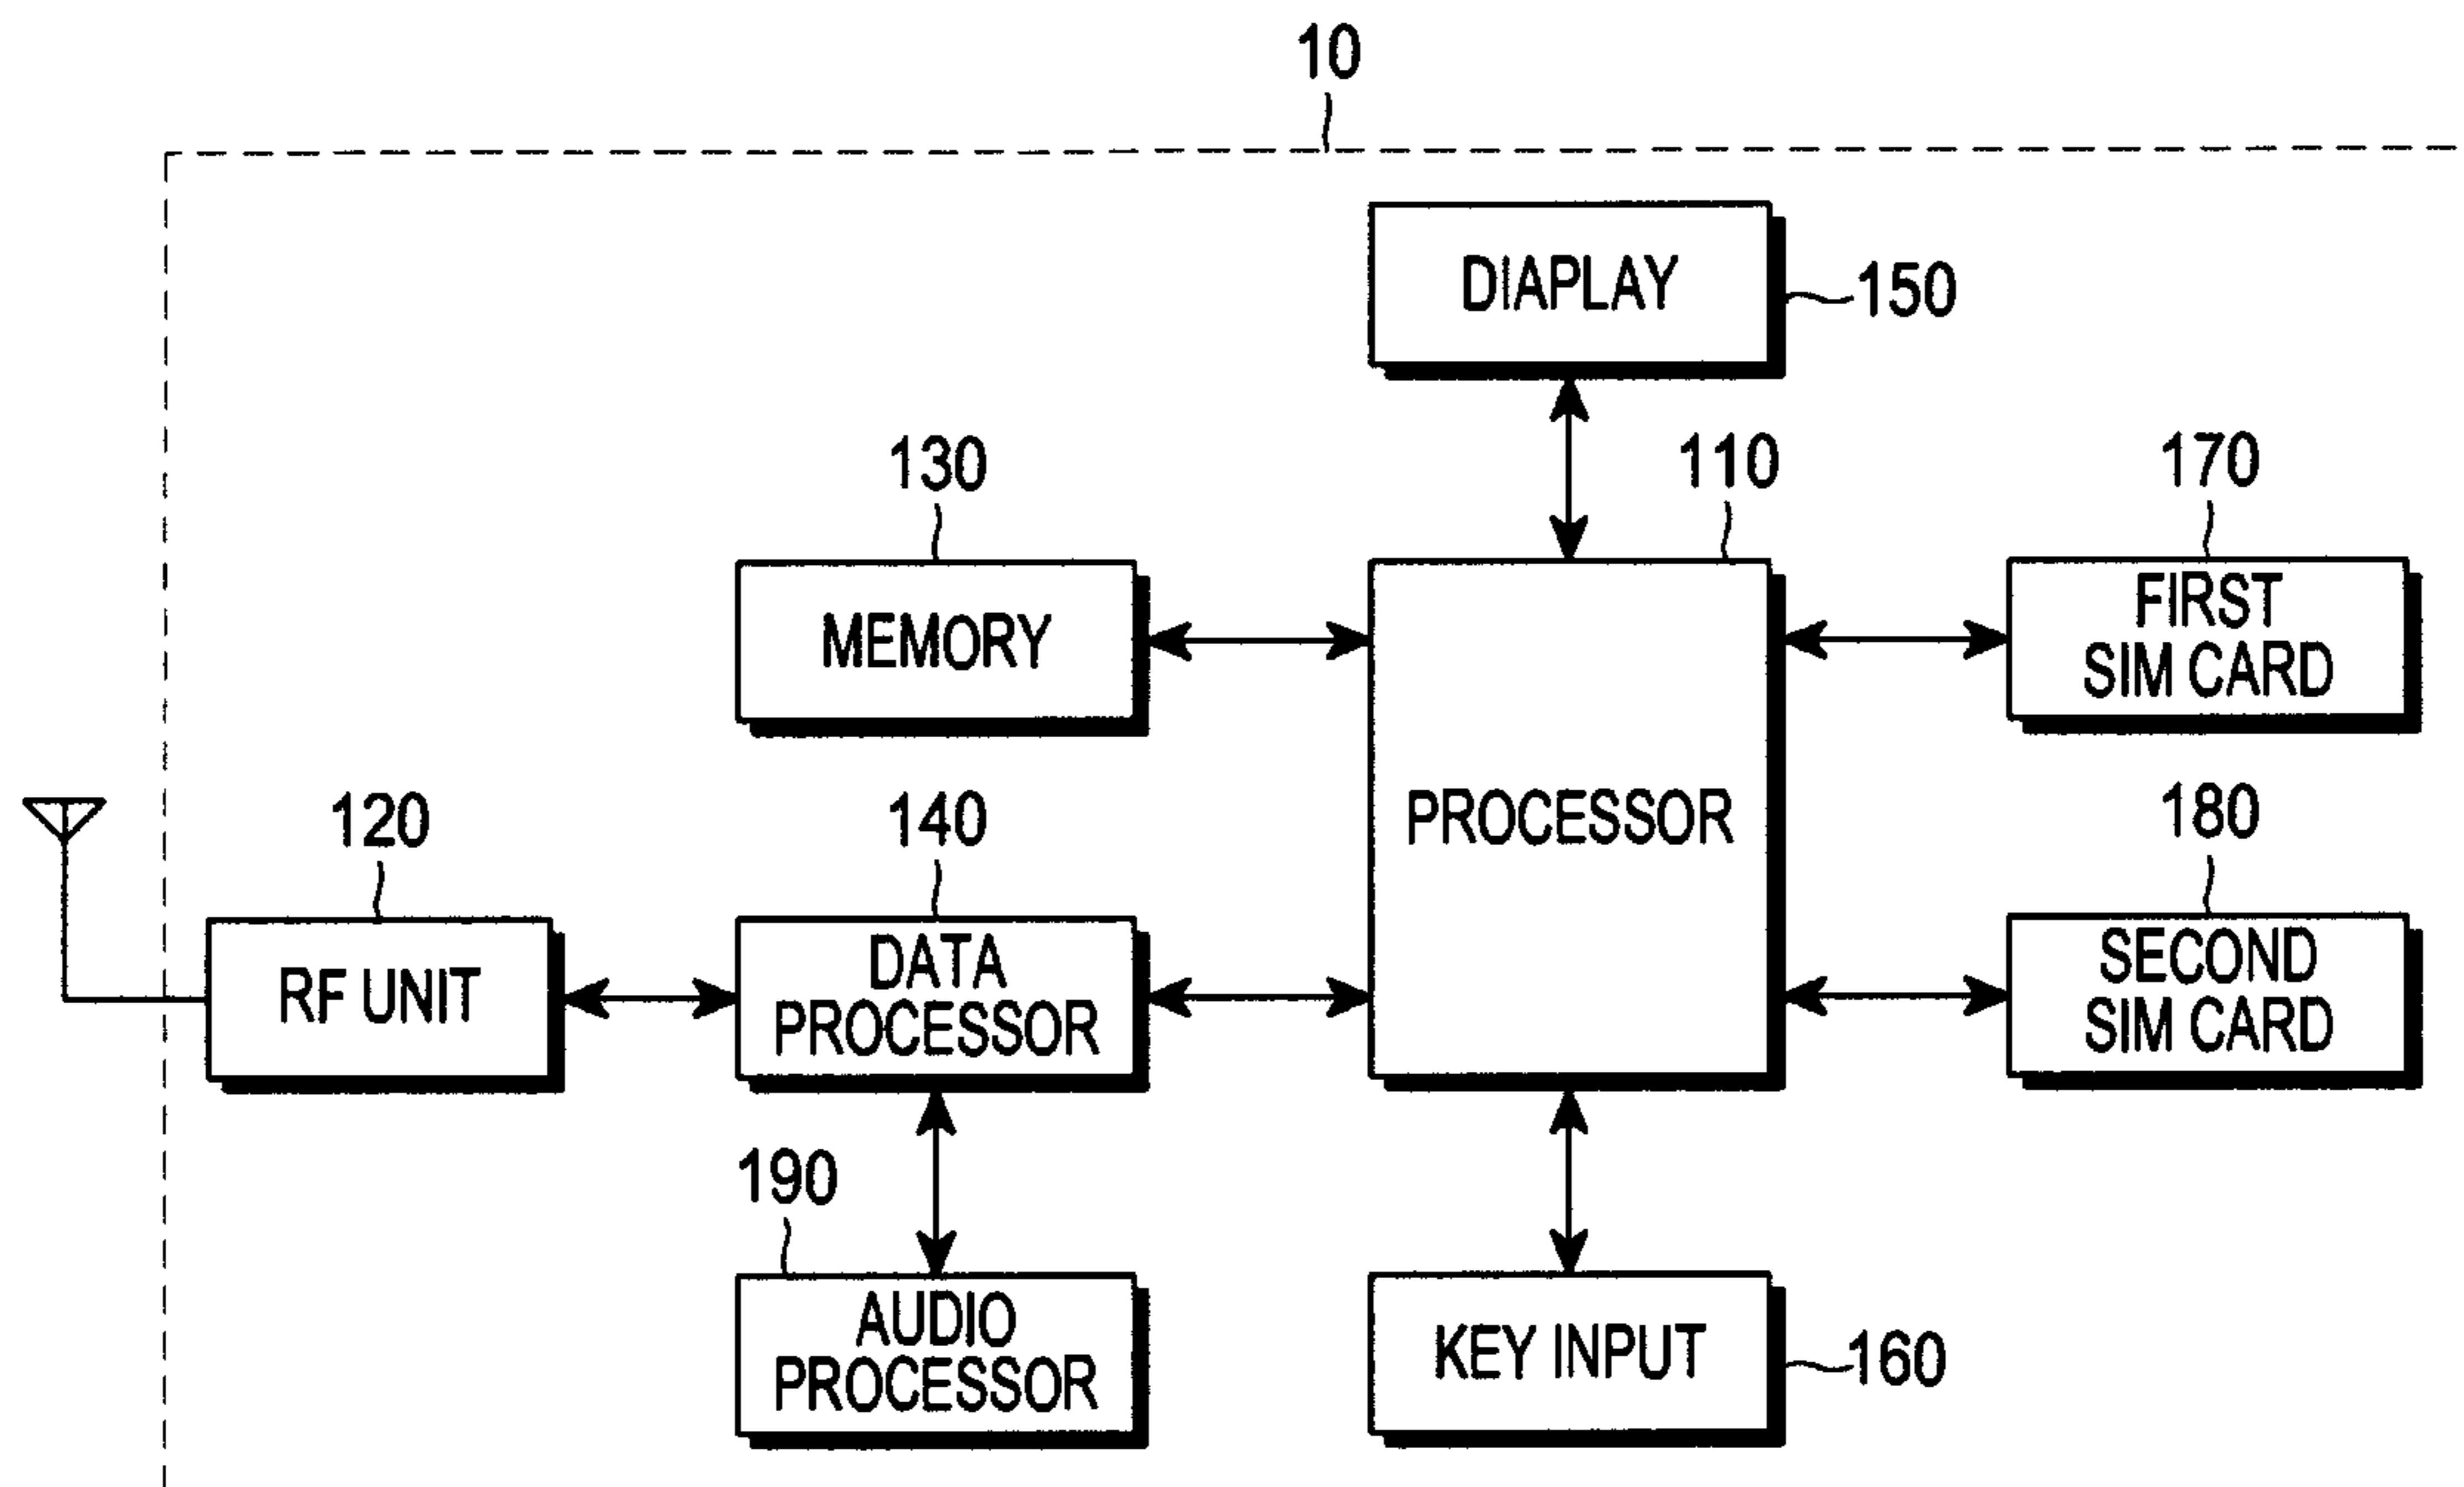 10
DIAPLAY
150
130
110
170
MEMORY
FIRST
SIM CARD
PROCESSOR
120
140
180
RF UNIT
DATA
PROCESSOR
SECOND
SIM CARD
190
AUDIO
PROCESSOR
KEY INPUT
160